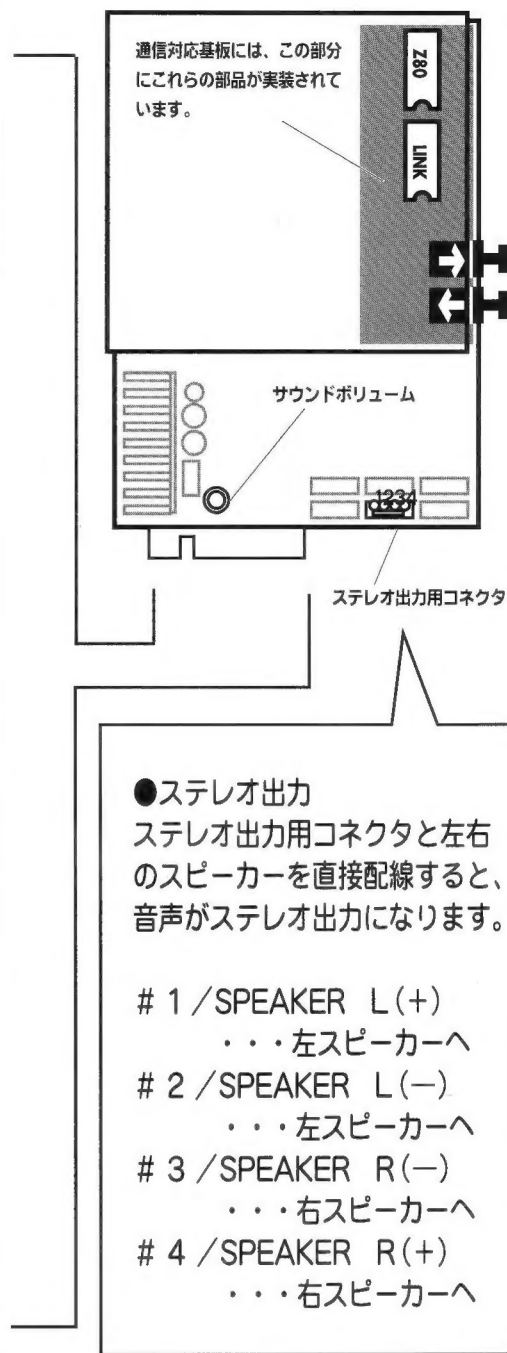 通信対応基板には、この部分
にこれらの部品が実装されて
います。
Z80
LINK
サウンドボリューム
1234
ステレオ出力用コネクタ
●ステレオ出力
ステレオ出力用コネクタと左右
のスピーカーを直接配線すると、
音声がステレオ出力になります。
# 1 /SPEAKER L(+)
・・・左スピーカーへ
# 2 /SPEAKER L(−)
・・・左スピーカーへ
# 3 /SPEAKER R(−)
・・・右スピーカーへ
# 4 /SPEAKER R(+)
・・・右スピーカーへ